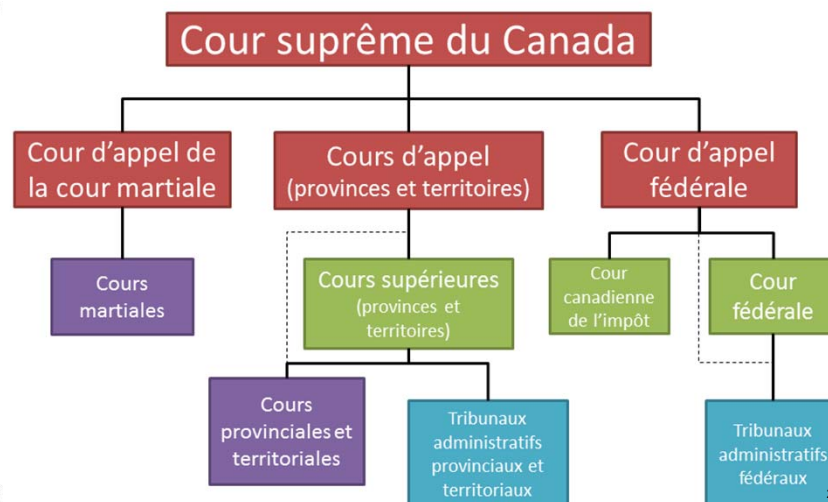 Cour suprême du Canada
Cour d'appel de
la cour martiale
Cours d'appel
(provinces et territoires)
Cour d'appel
fédérale
Cours
martiales
Cours supérieures
(provinces et
territoires)
Cour
canadienne
de l'impôt
Cour
fédérale
Cours
provinciales et
territoriales
Tribunaux
administratifs
provinciaux et
territoriaux
Tribunaux
administratifs
fédéraux